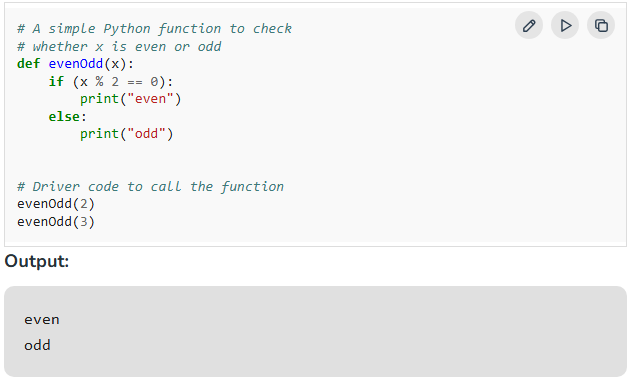 # A simple Python function to check
# whether x is even or odd
def evenOdd(x):
    if (x % 2 == 0):
        print("even")
    else:
        print("odd")
# Driver code to call the function
evenOdd(2)
evenOdd(3)
Output:
even
odd